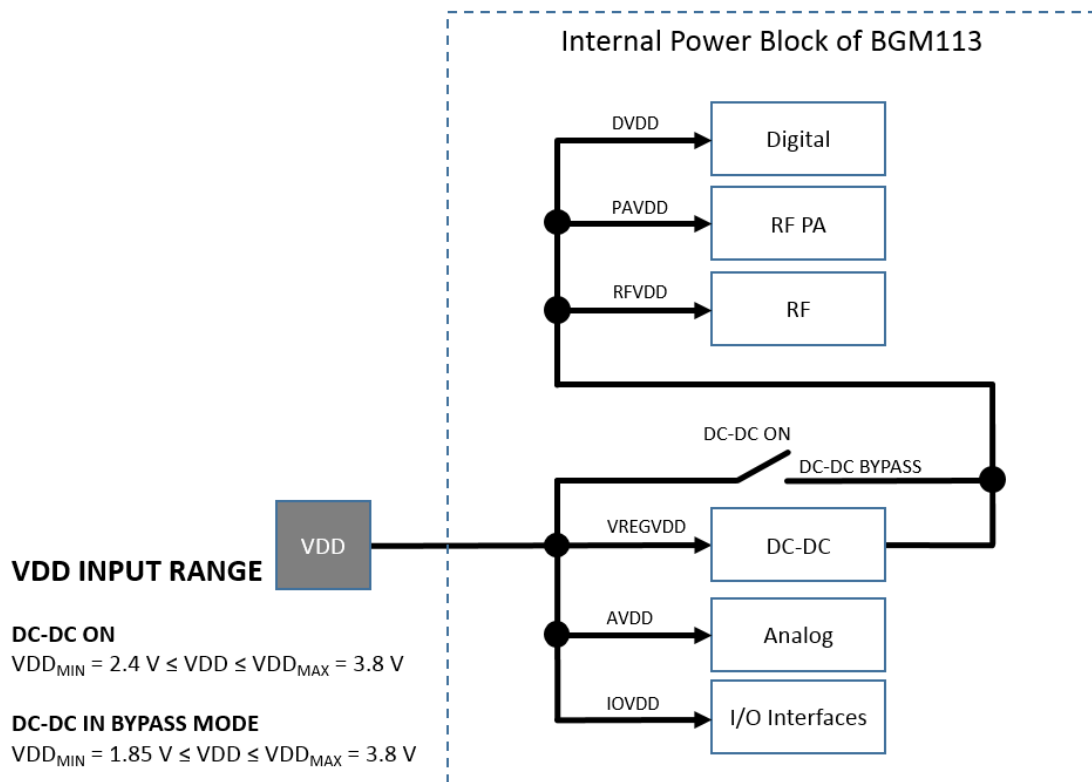 Internal Power Block of BGM113
DVDD
Digital
PAVDD
RF PA
RFVDD
RF
DC-DC ON
DC-DC BYPASS
VDD
VREGVDD
DC-DC
VDD INPUT RANGE
DC-DC ON
VDDMIN = 2.4 V ≤ VDD ≤ VDDMAX = 3.8 V
AVDD
Analog
DC-DC IN BYPASS MODE
VDDMIN = 1.85 V ≤ VDD ≤ VDDMAX = 3.8 V
IOVDD
I/O Interfaces